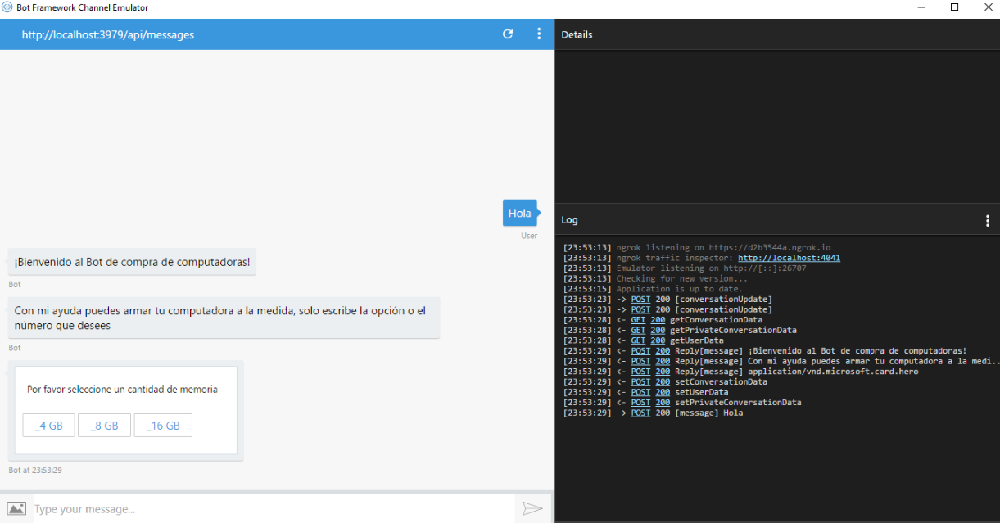 Bot Framework Channel Emulator
http://localhost:3979/api/messages
Hola
User
¡Bienvenido al Bot de compra de computadoras!
Bot
Con mi ayuda puedes armar tu computadora a la medida, solo escribe la opción o el
número que desees
Bot
Por favor seleccione un cantidad de memoria
_4 GB
_8 GB
_16 GB
Bot at 23:53:29
Type your message...
Details
Log
[23:53:13] ngrok listening on https://d2b3544a.ngrok.io
[23:53:13] ngrok traffic inspector: http://localhost:4041
[23:53:13] Emulator listening on http://[::]:26707
[23:53:13] Checking for new version...
[23:53:15] Application is up to date.
[23:53:23] -> POST 200 [conversationUpdate]
[23:53:23] -> POST 200 [conversationUpdate]
[23:53:28] <- GET 200 getConversationData
[23:53:28] <- GET 200 getPrivateConversationData
[23:53:28] <- GET 200 getUserData
[23:53:29] <- POST 200 Reply[message] ¡Bienvenido al Bot de compra de computadoras!
[23:53:29] <- POST 200 Reply[message] Con mi ayuda puedes armar tu computadora a la medi...
[23:53:29] <- POST 200 Reply[message] application/vnd.microsoft.card.hero
[23:53:29] <- POST 200 setConversationData
[23:53:29] <- POST 200 setUserData
[23:53:29] <- POST 200 setPrivateConversationData
[23:53:29] -> POST 200 [message] Hola